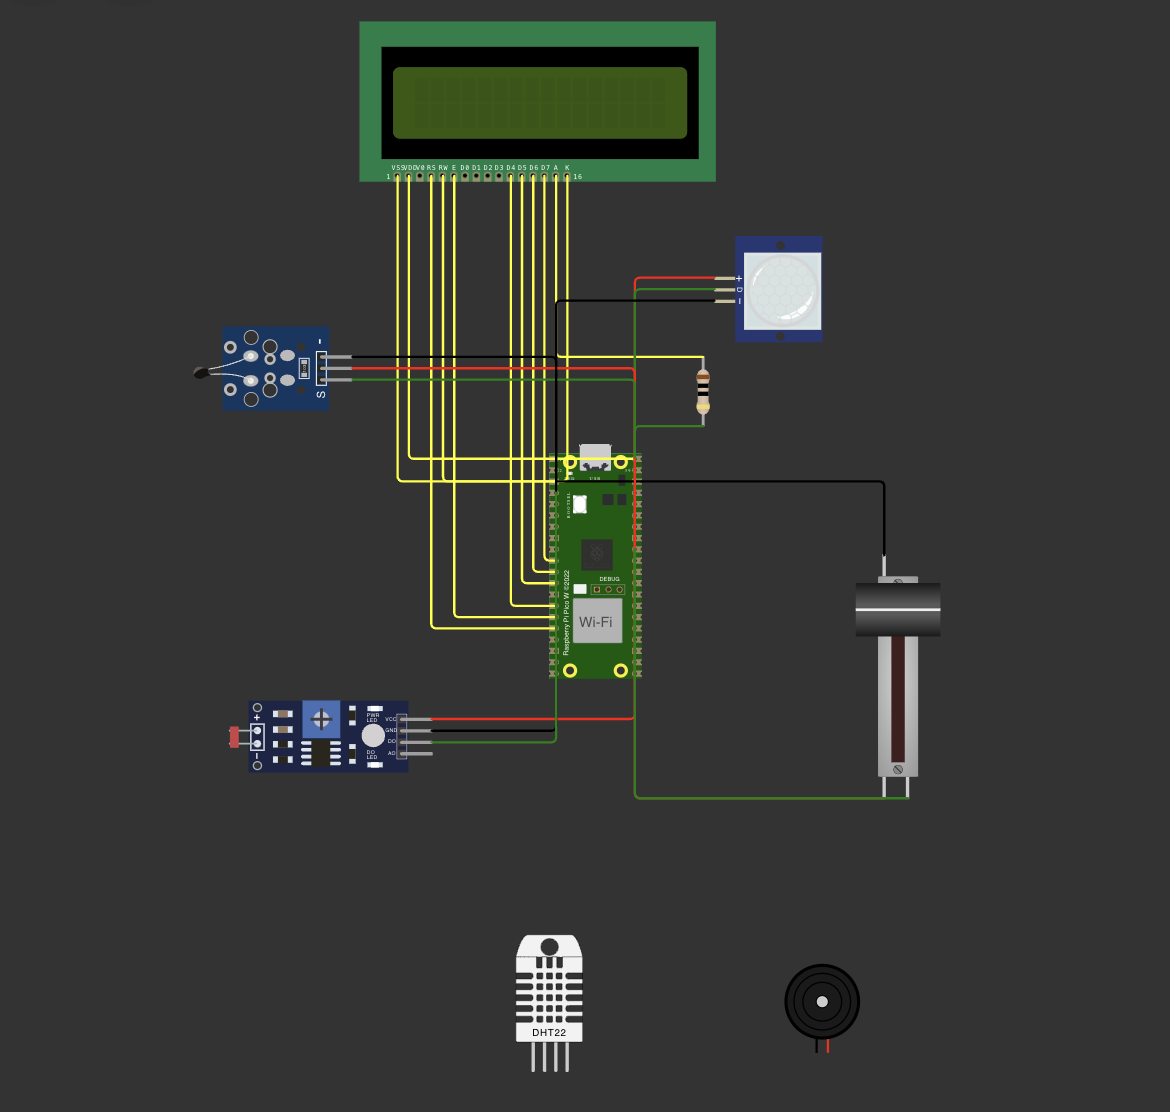 VSS VDD V0 RS RW E D0 D1 D2 D3 D4 D5 D6 D7 A K
1 16
+
D
−
−
S
USB
BOOTSEL
DEBUG
Raspberry Pi Pico W ©2022
Wi-Fi
+
−
PWR
LED
DO
LED
VCC
GND
DO
AO
DHT22